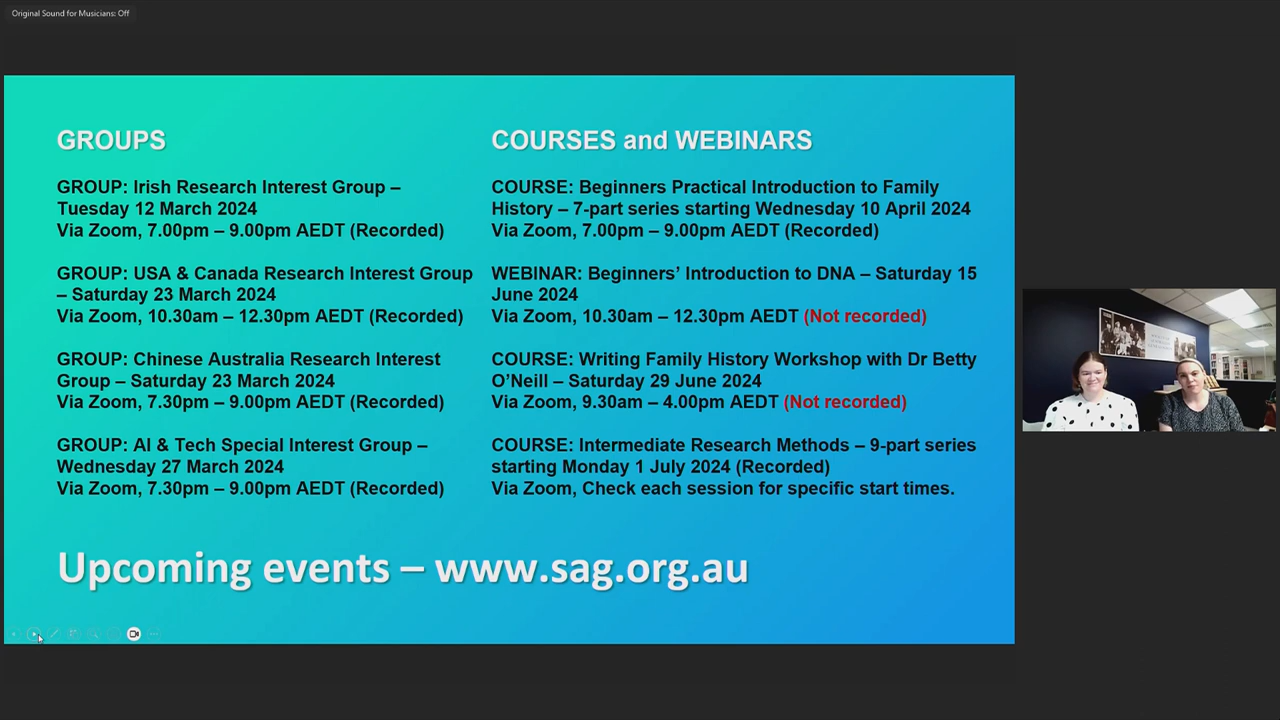 Original Sound for Musicians: Off
GROUPS
GROUP: Irish Research Interest Group –
Tuesday 12 March 2024
Via Zoom, 7.00pm – 9.00pm AEDT (Recorded)
GROUP: USA & Canada Research Interest Group
– Saturday 23 March 2024
Via Zoom, 10.30am – 12.30pm AEDT (Recorded)
GROUP: Chinese Australia Research Interest
Group – Saturday 23 March 2024
Via Zoom, 7.30pm – 9.00pm AEDT (Recorded)
GROUP: AI & Tech Special Interest Group –
Wednesday 27 March 2024
Via Zoom, 7.30pm – 9.00pm AEDT (Recorded)
COURSES and WEBINARS
COURSE: Beginners Practical Introduction to Family
History – 7-part series starting Wednesday 10 April 2024
Via Zoom, 7.00pm – 9.00pm AEDT (Recorded)
WEBINAR: Beginners’ Introduction to DNA – Saturday 15
June 2024
Via Zoom, 10.30am – 12.30pm AEDT (Not recorded)
COURSE: Writing Family History Workshop with Dr Betty
O’Neill – Saturday 29 June 2024
Via Zoom, 9.30am – 4.00pm AEDT (Not recorded)
COURSE: Intermediate Research Methods – 9-part series
starting Monday 1 July 2024 (Recorded)
Via Zoom, Check each session for specific start times.
Upcoming events – www.sag.org.au